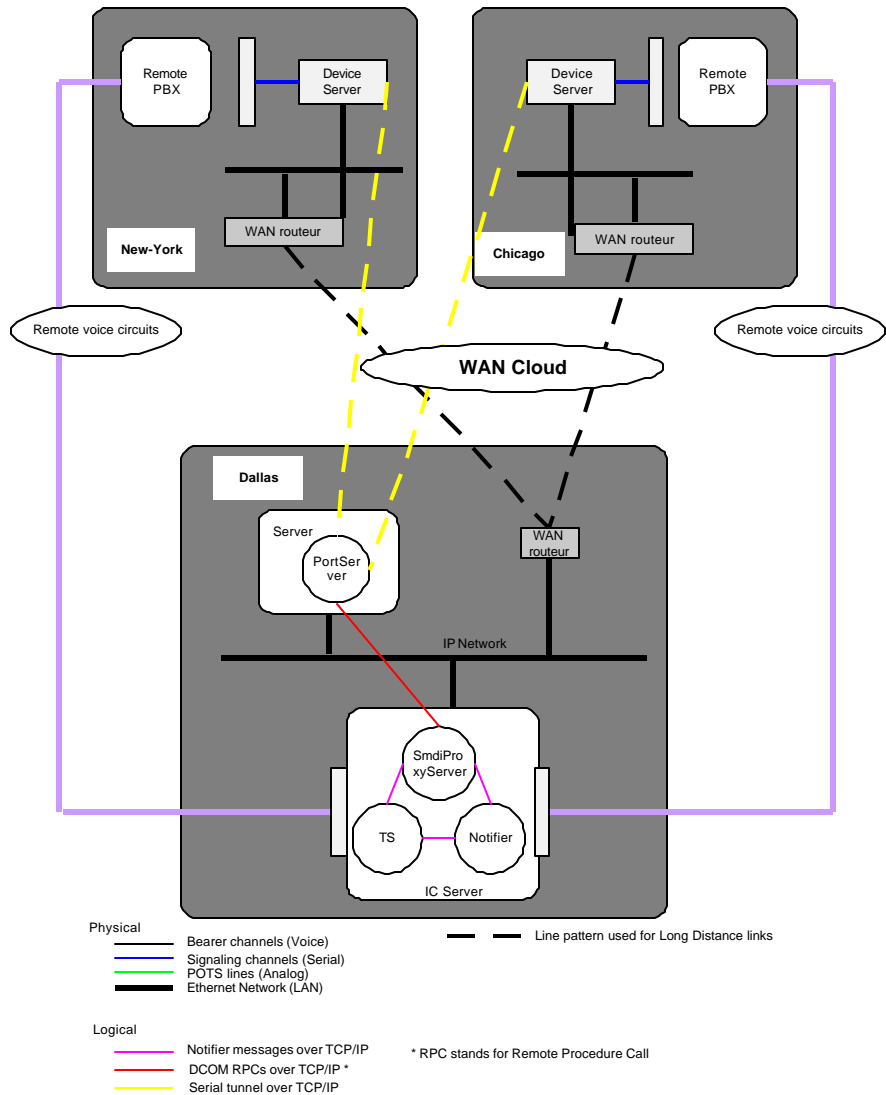 Remote
PBX
Device
Server
Device
Server
Remote
PBX
WAN routeur
New-York
WAN routeur
Chicago
Remote voice circuits
Remote voice circuits
WAN Cloud
Dallas
Server
PortSer
ver
WAN
routeur
IP Network
SmdiPro
xyServer
TS
Notifier
IC Server
Physical
Bearer channels (Voice)
Signaling channels (Serial)
POTS lines (Analog)
Ethernet Network (LAN)
Line pattern used for Long Distance links
Logical
Notifier messages over TCP/IP
DCOM RPCs over TCP/IP *
Serial tunnel over TCP/IP
* RPC stands for Remote Procedure Call